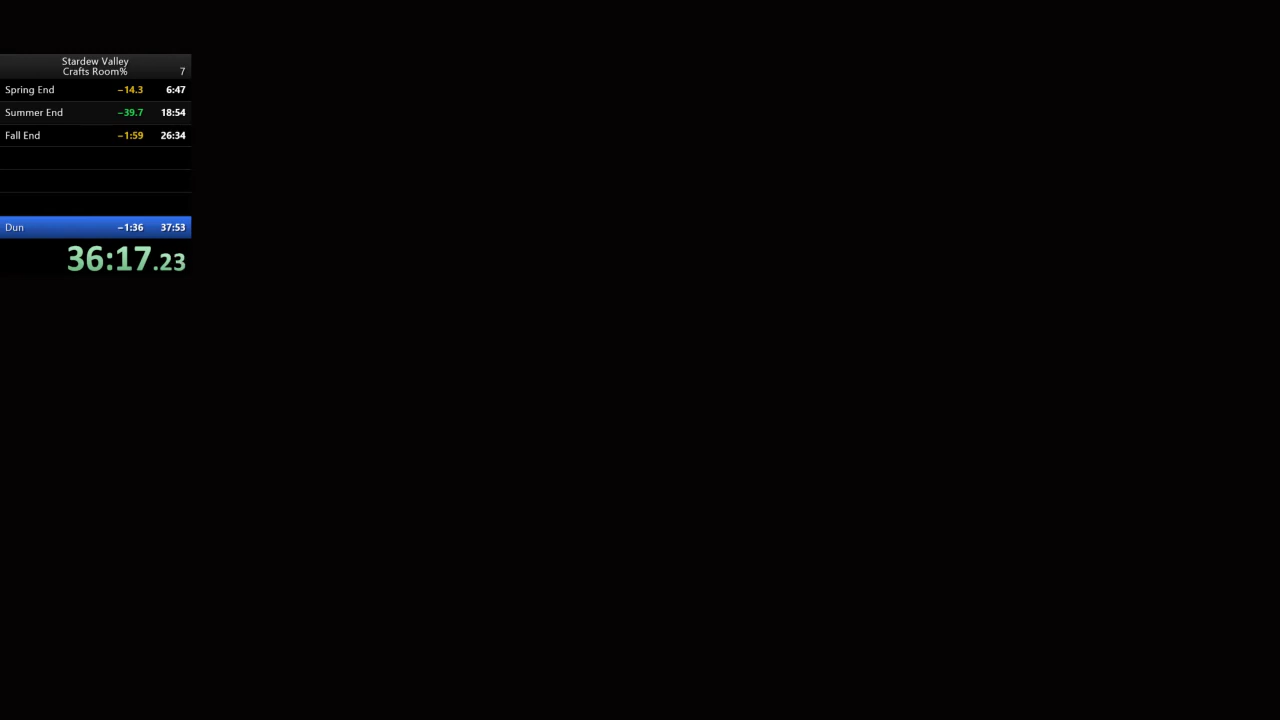 Stardew Valley
Crafts Room% 7
Spring End −14.3 6:47
Summer End −39.7 18:54
Fall End −1:59 26:34
Dun −1:36 37:53
36:17.23